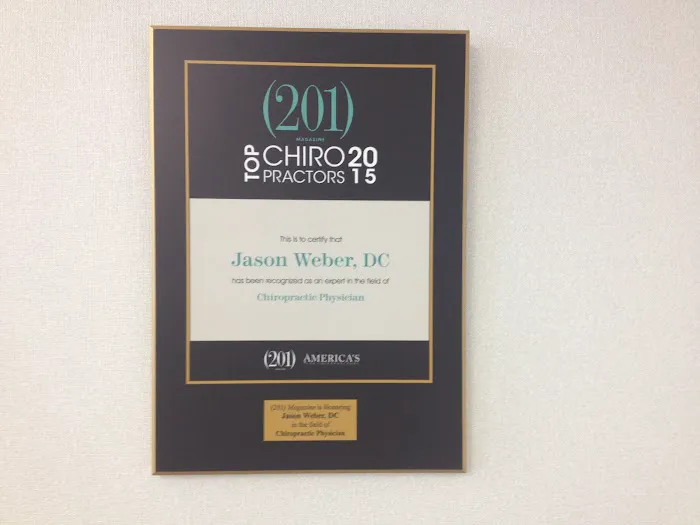 (201)
MAGAZINE
TOP CHIRO 20
PRACTORS 15
This is to certify that
Jason Weber, DC
has been recognized as an expert in the field of
Chiropractic Physician
(201) AMERICA'S
(201) Magazine is Honoring
Jason Weber, DC
in the field of
Chiropractic Physician